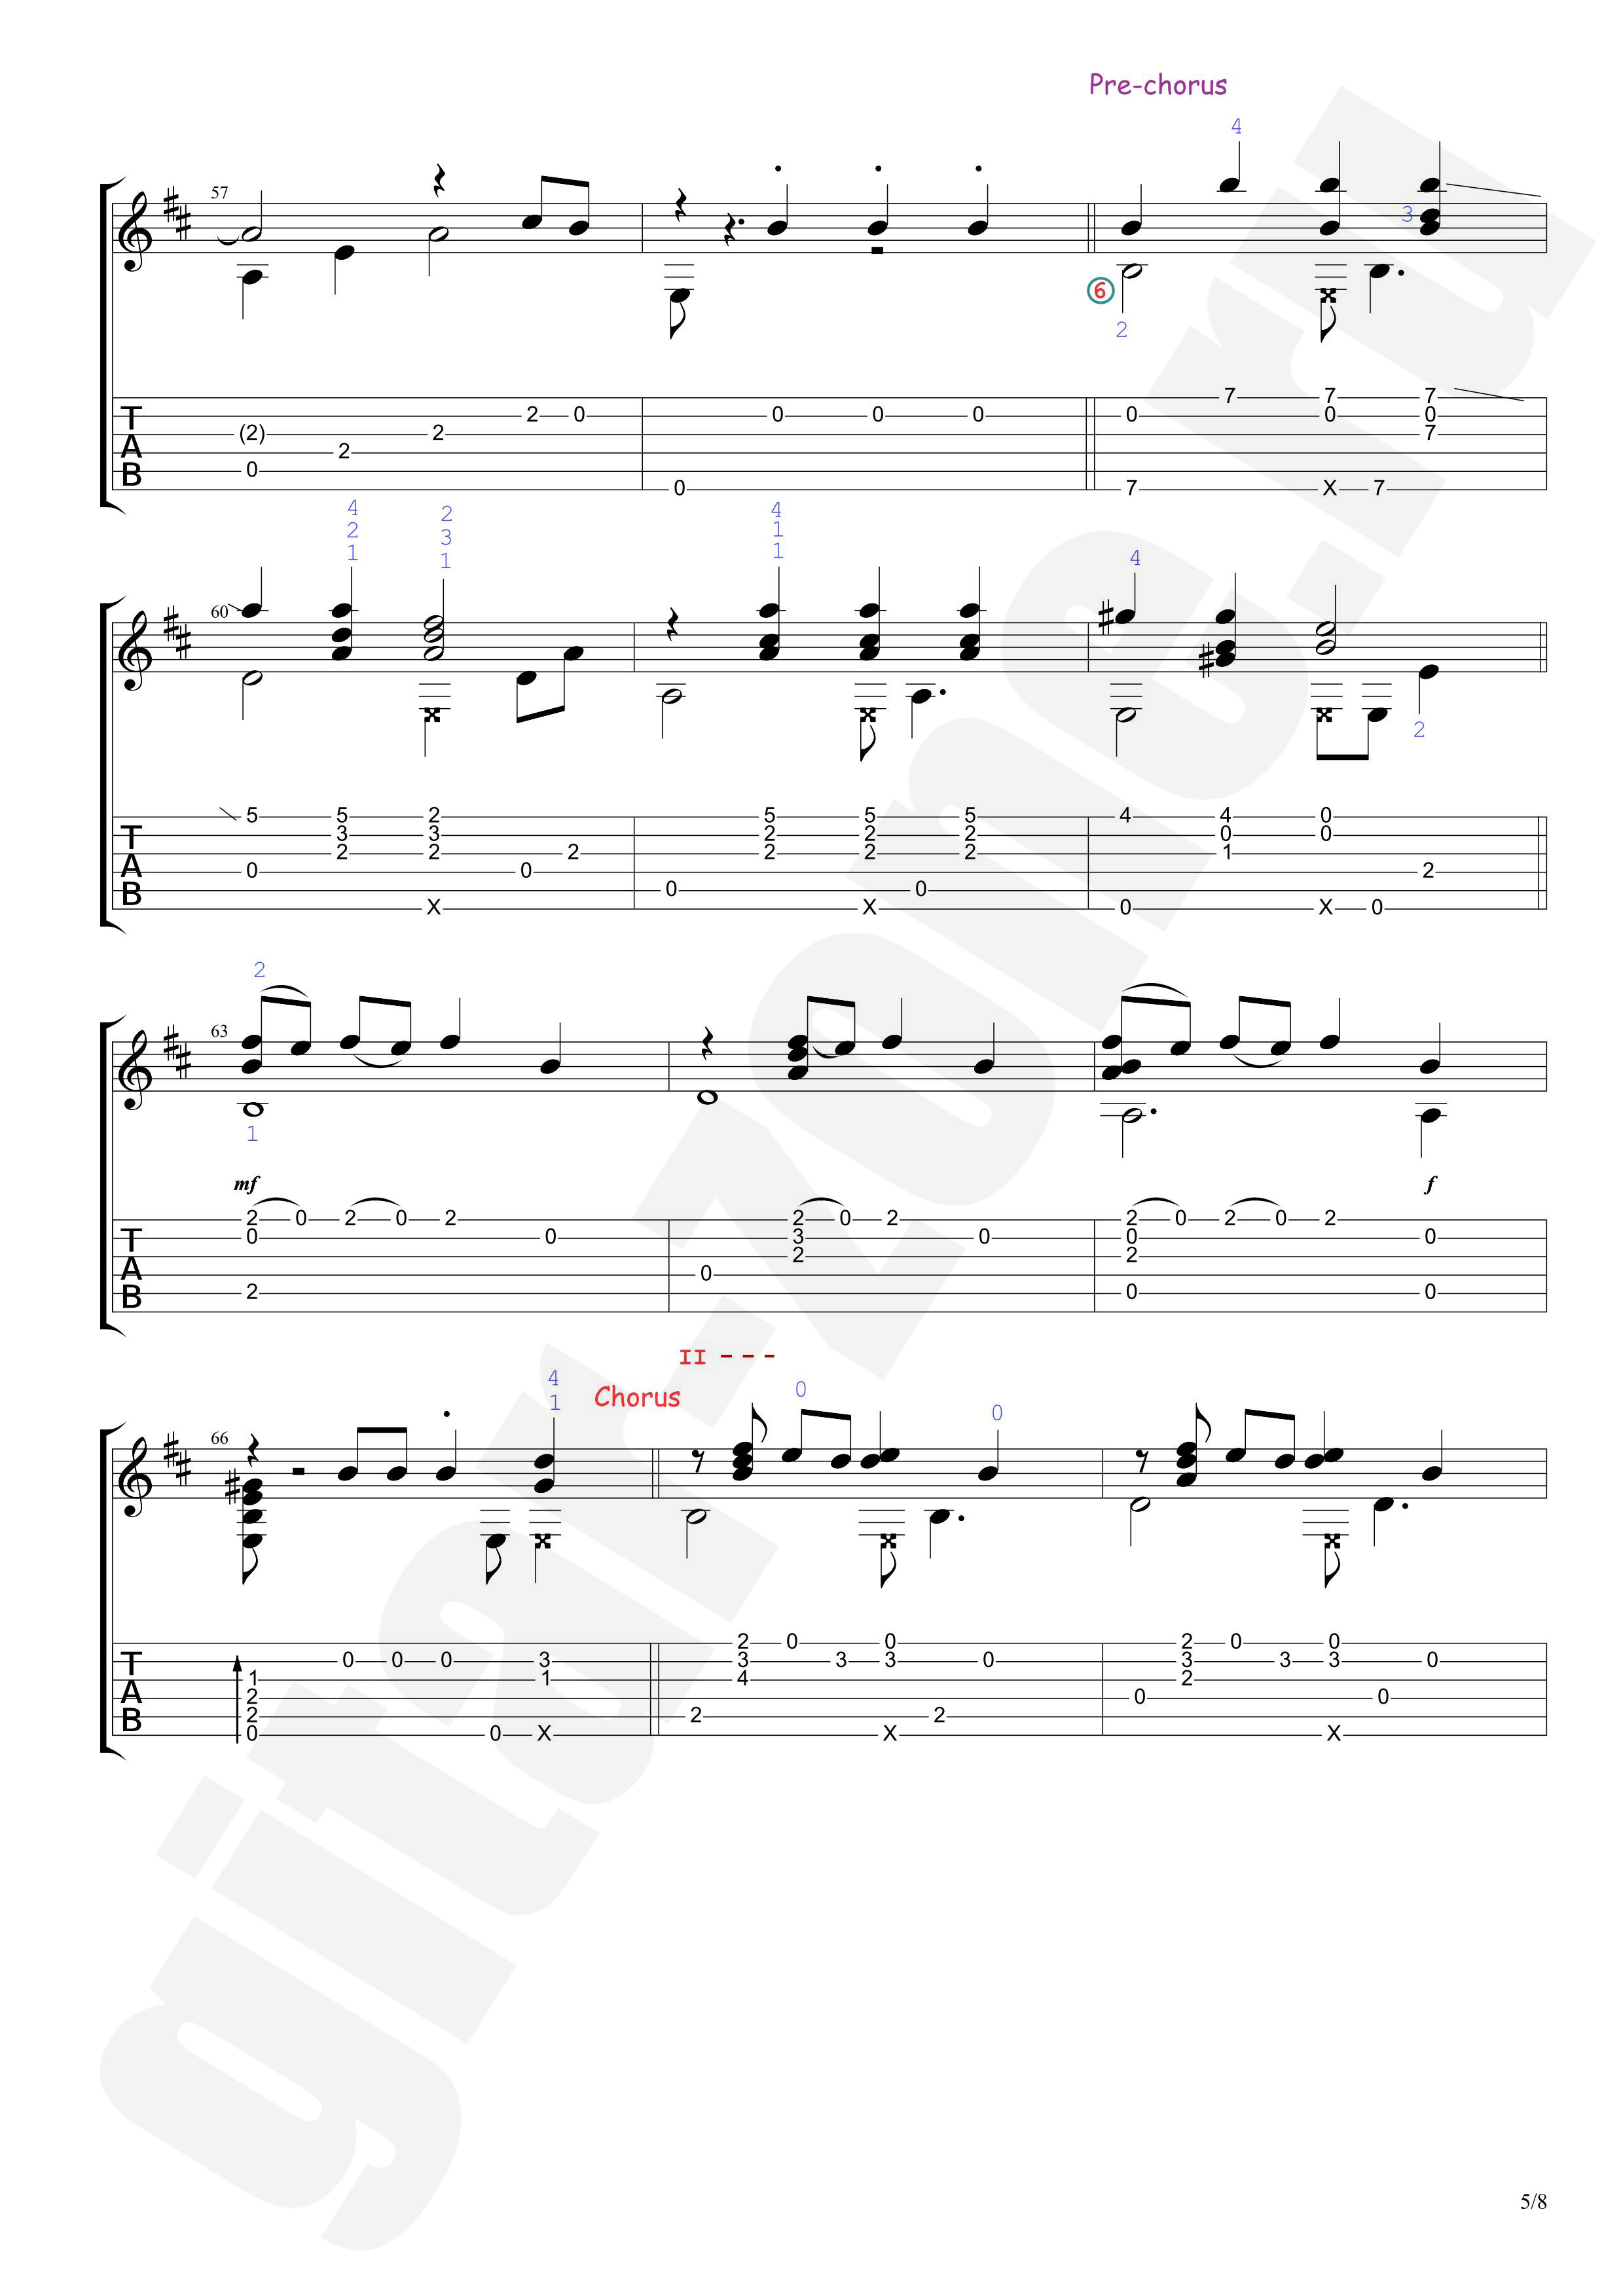 Pre-chorus
4
57
3
6
2
T (2) 2 2 0 0 0 0 0 7 7 7
A 2 2 0 0 7
B 0 0 7 X 7
4 2 4
2 3 1
1 1 1
4
60
2
T 5 5 2 5 5 5 4 4 0
A 3 3 2 2 2 0 0
B 0 2 2 0 2 0 2 2 2 0 1 2
X X 0 X 0
2
63
1
mf f
T 2 0 2 0 2 2 0 2 2 0 2 0 2
A 0 0 3 0 0 0
B 2 0 2 2 0 0
II - - -
Chorus
4 0 0
1
66
T 0 0 0 3 2 0 3 0 3 0 2 0 3 0 3 0
A 1 2 1 3 4 3 2 0 0
B 2 0 0 X 2 X 2 X
5/8
gitar-zone.ru